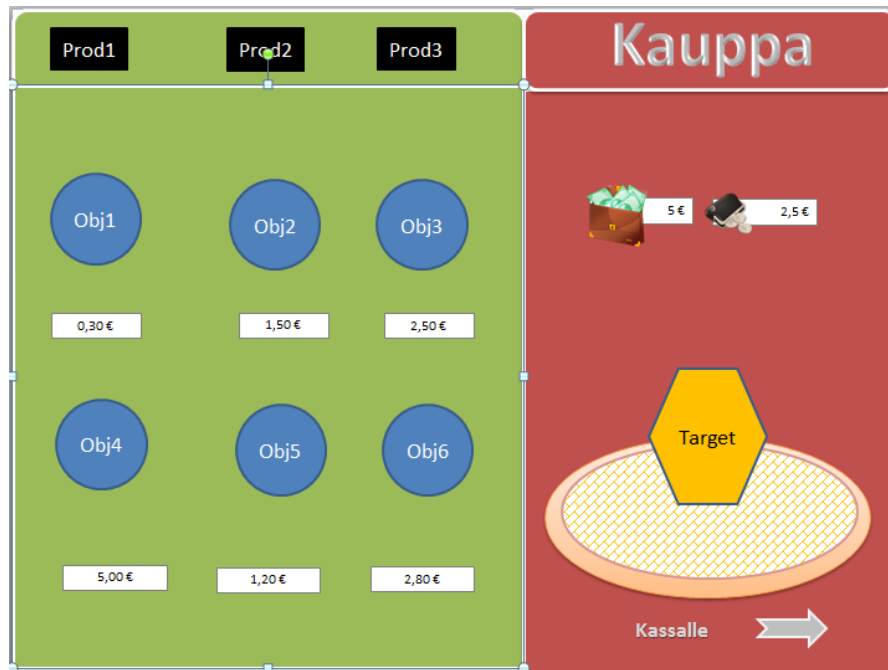 Prod1
Prod2
Prod3
Kauppa
Obj1
Obj2
Obj3
5 €
2,5 €
0,30 €
1,50 €
2,50 €
Obj4
Obj5
Obj6
Target
5,00 €
1,20 €
2,80 €
Kassalle